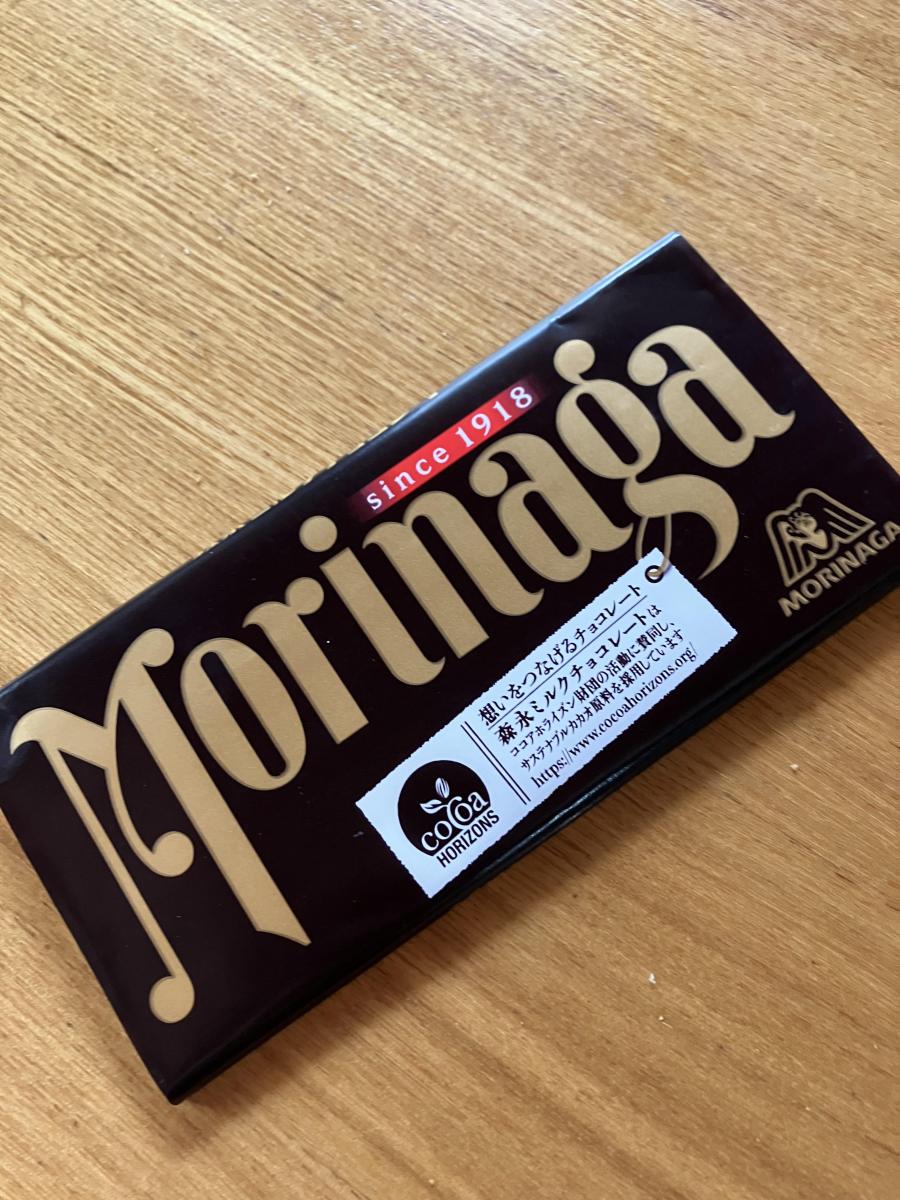 since 1918
Morinaga
MORINAGA
想いをつなげるチョコレート
森永ミルクチョコレートは
ココアホライズン財団の活動に賛同し、
サステナブルカカオ原料を採用しています
https://www.cocoahorizons.org/
cocoa
HORIZONS